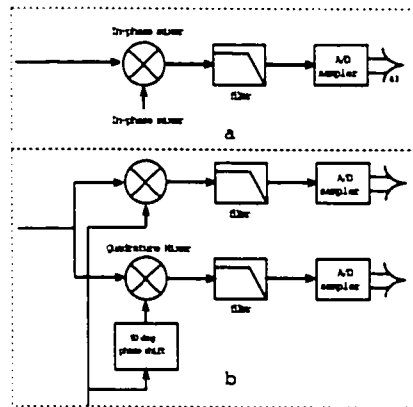 In-phase mixer
A/D
sampler
filter
In-phase mixer
a
A/D
sampler
filter
Quadrature Mixer
A/D
sampler
filter
phase shift
b